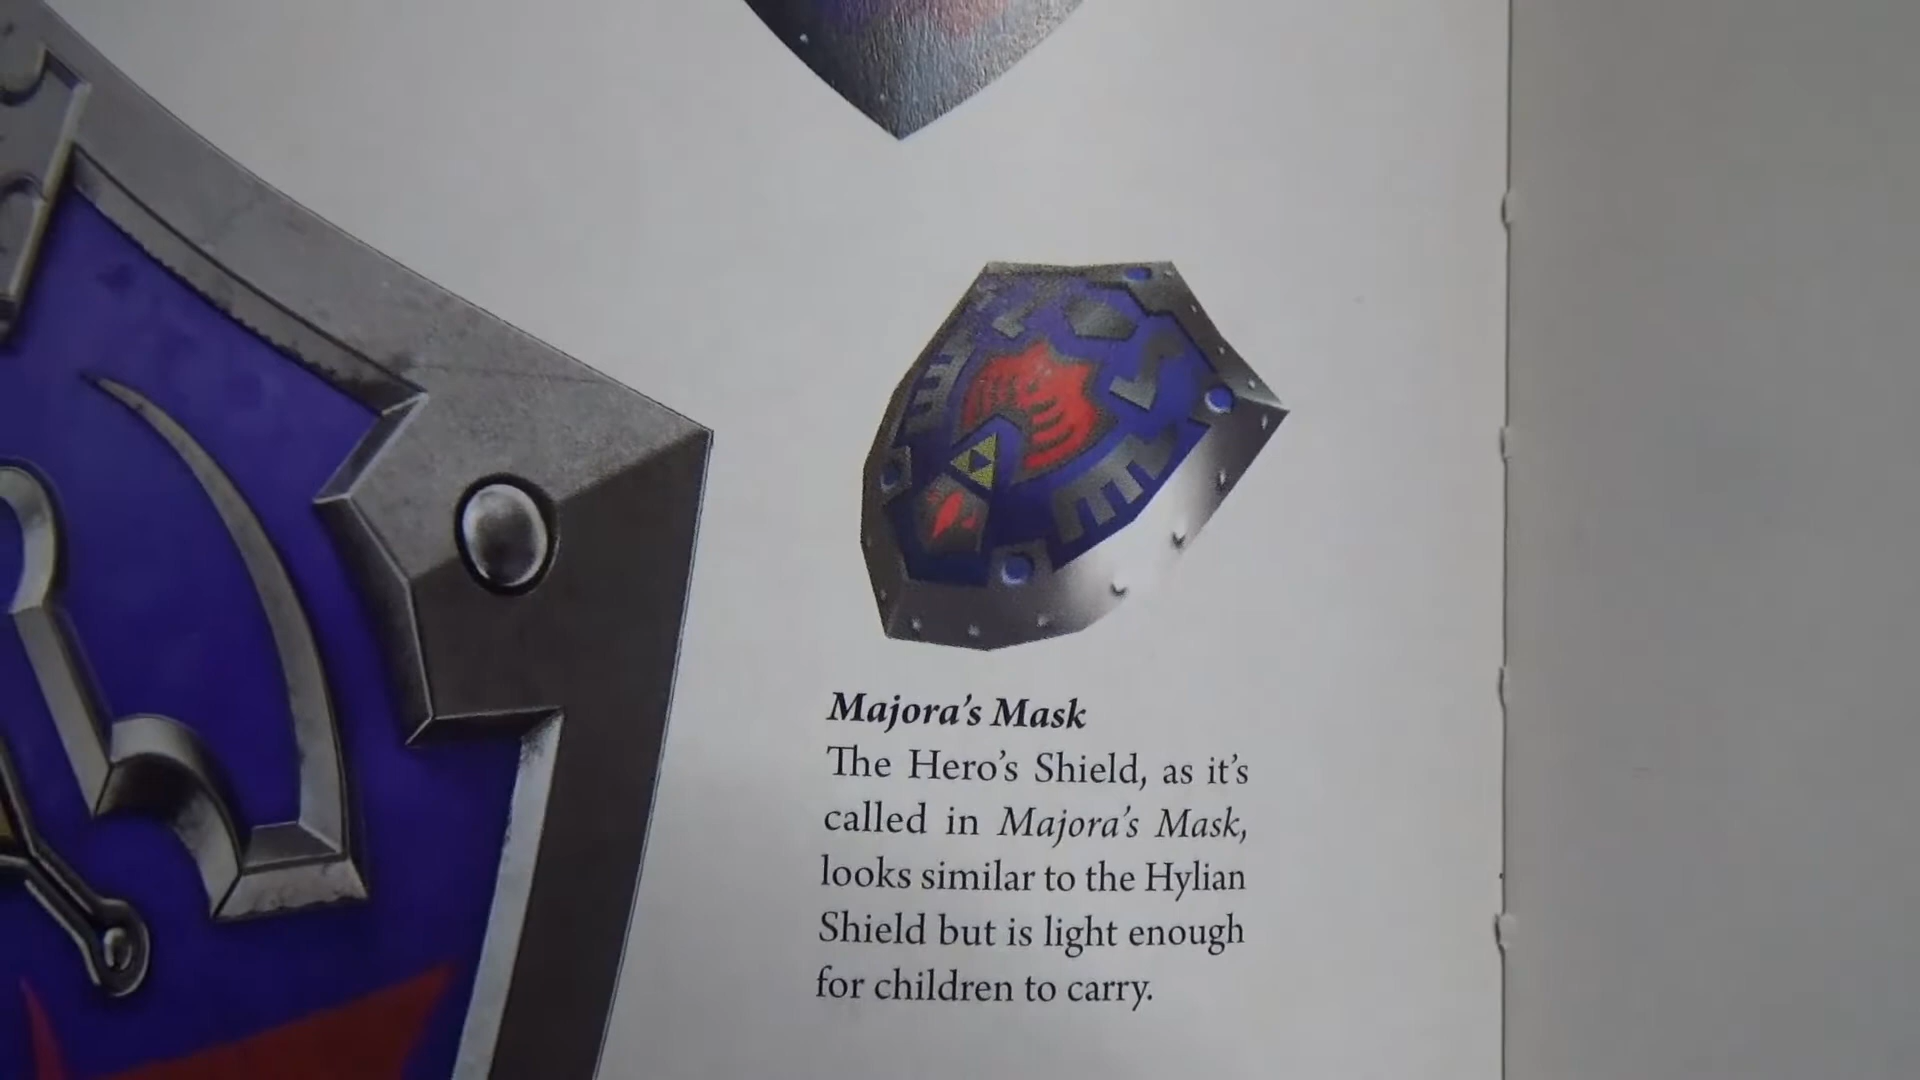 Majora's Mask
The Hero's Shield, as it's
called in Majora's Mask,
looks similar to the Hylian
Shield but is light enough
for children to carry.